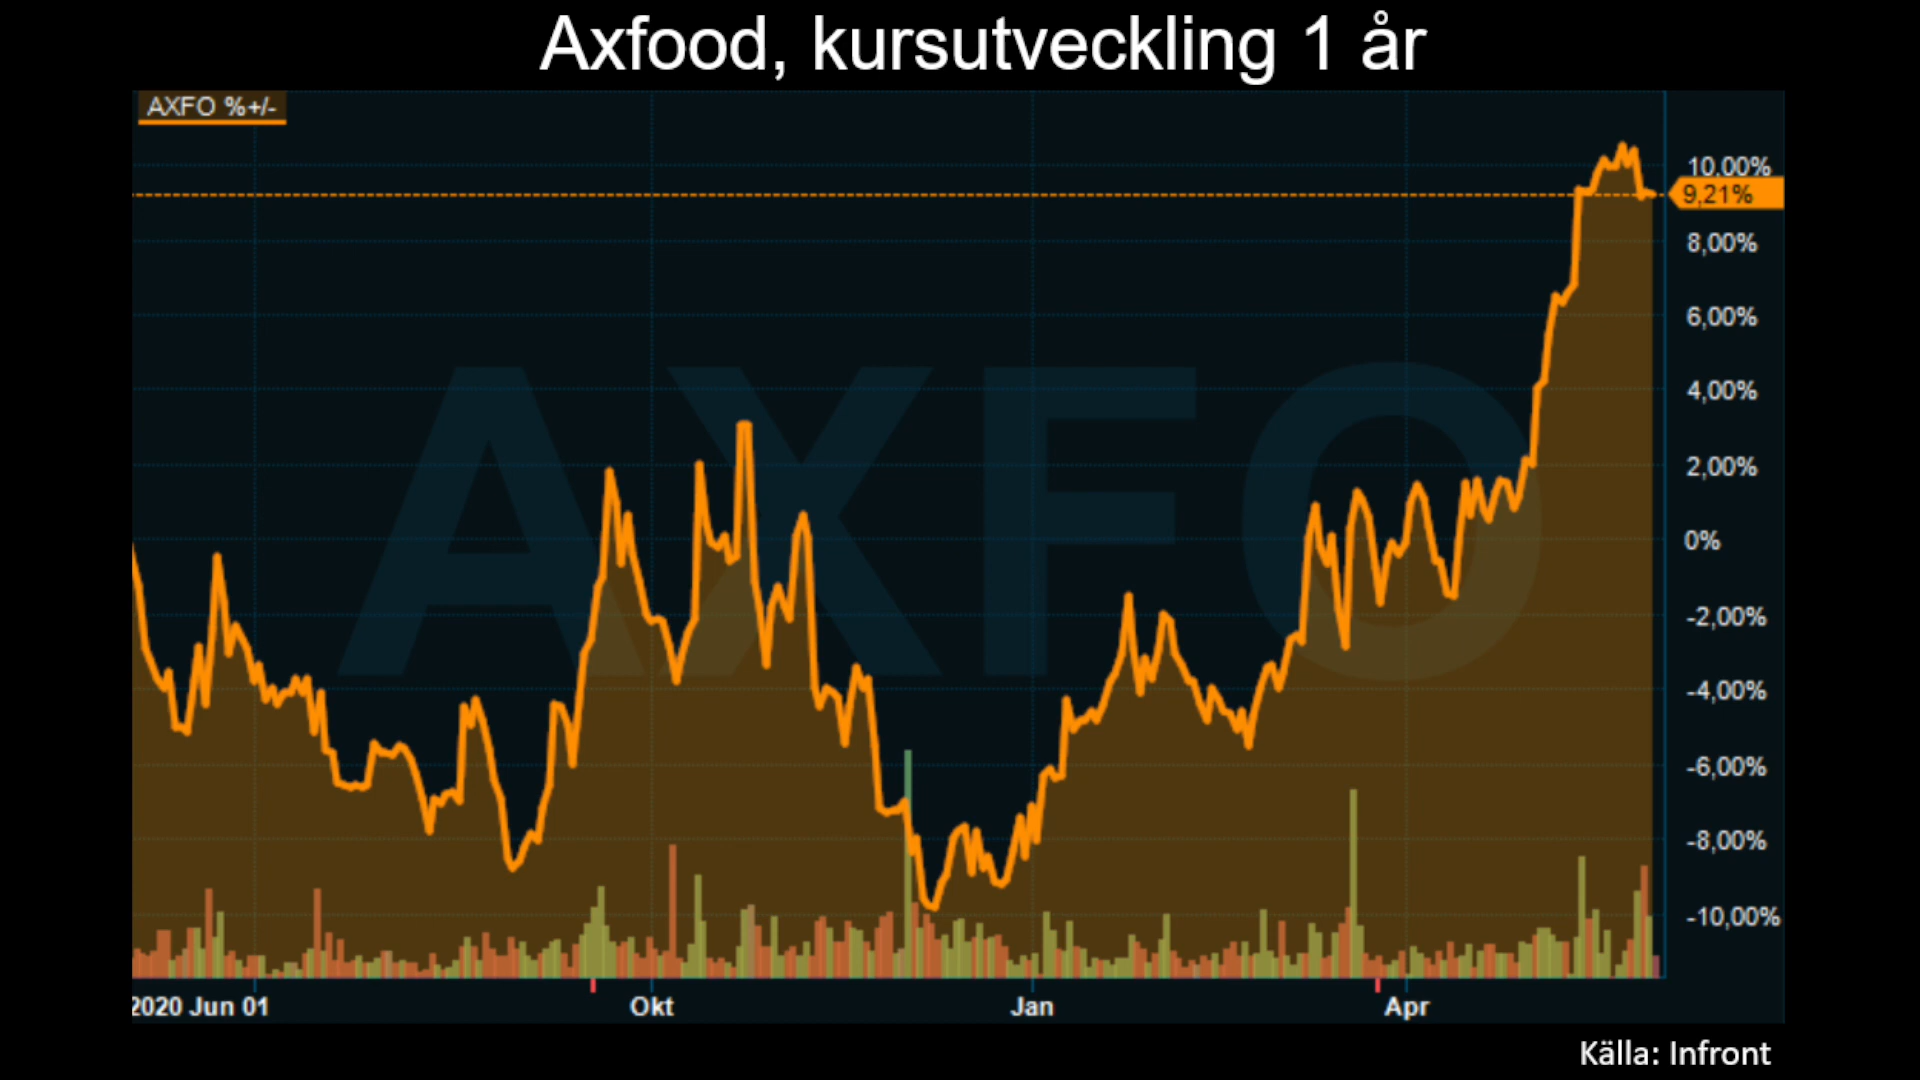 Axfood, kursutveckling 1 år
AXFO %+/-
AXFO
10,00%
9,21%
8,00%
6,00%
4,00%
2,00%
0%
-2,00%
-4,00%
-6,00%
-8,00%
-10,00%
2020 Jun 01 Okt Jan Apr
Källa: Infront